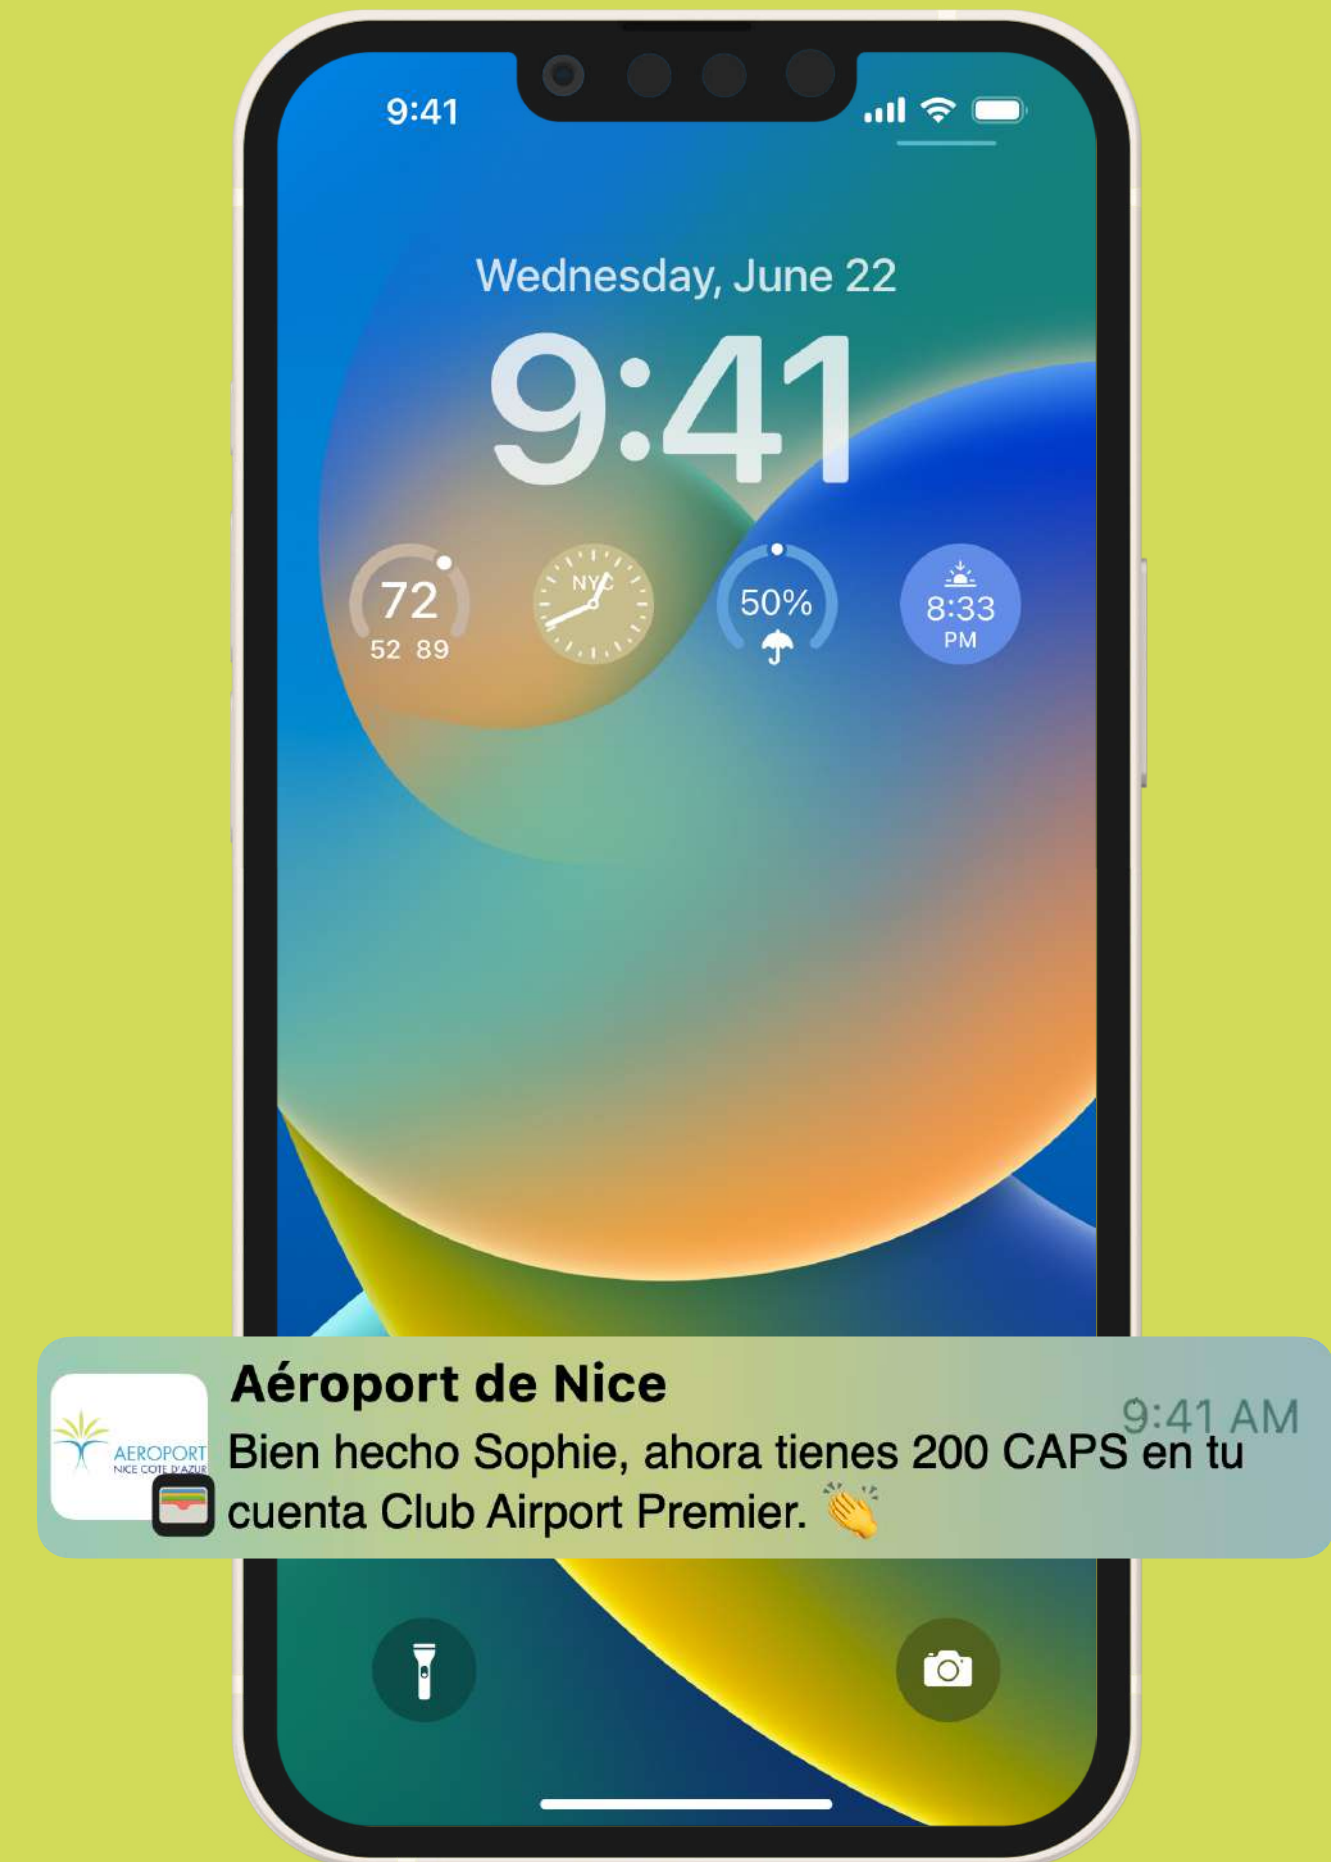 9:41
Wednesday, June 22
9:41
72
52 89
NYC
50%
8:33
PM
Aéroport de Nice
9:41 AM
AEROPORT
NICE COTE D'AZUR
Bien hecho Sophie, ahora tienes 200 CAPS en tu
cuenta Club Airport Premier. 👏